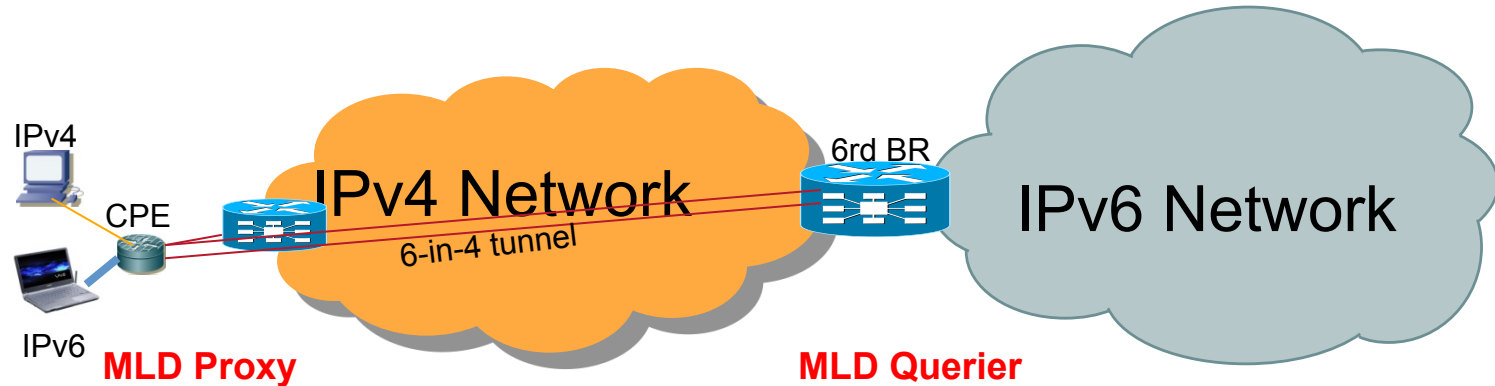 IPv4
CPE
IPv4 Network
6-in-4 tunnel
6rd BR
IPv6 Network
IPv6
MLD Proxy
MLD Querier